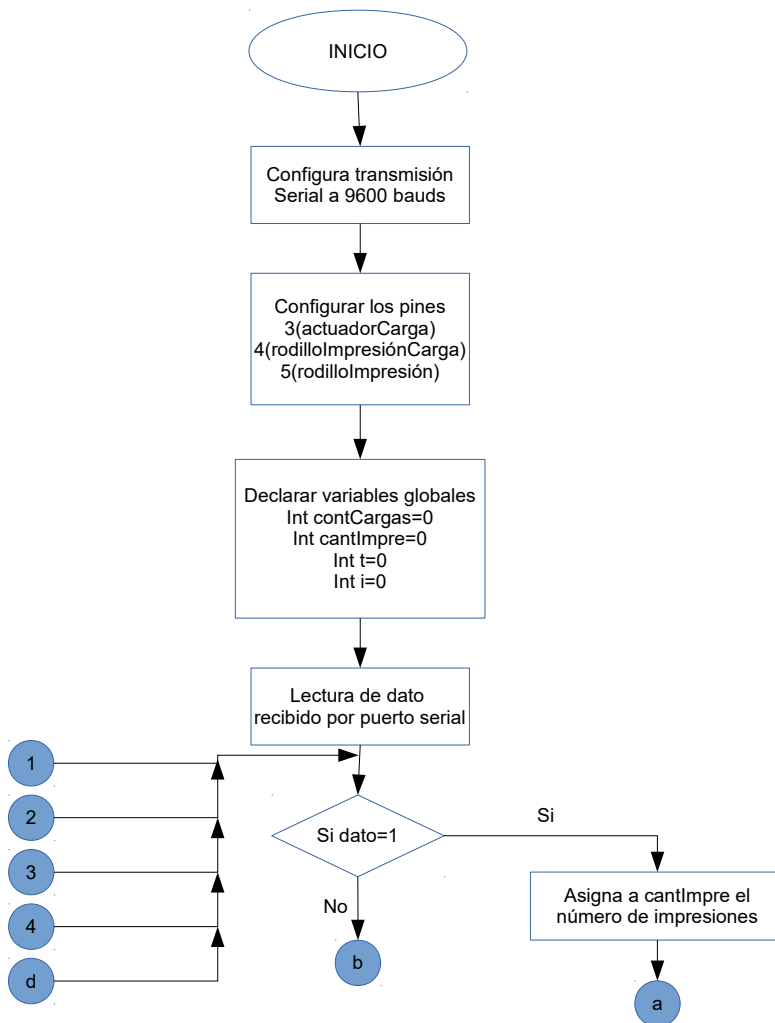 INICIO
Configura transmisión
Serial a 9600 bauds
Configurar los pines
3(actuadorCarga)
4(rodilloImpresiónCarga)
5(rodilloImpresión)
Declarar variables globales
Int contCargas=0
Int cantImpre=0
Int t=0
Int i=0
Lectura de dato
recibido por puerto serial
1
2
3
4
d
Si dato=1
Si
No
b
Asigna a cantImpre el
número de impresiones
a